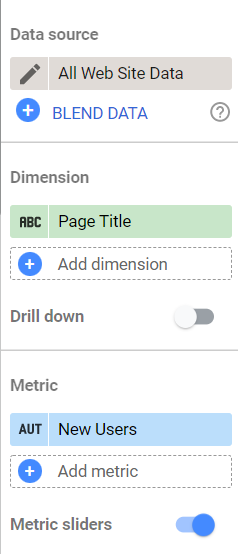 Data source
All Web Site Data
BLEND DATA ?
Dimension
ABC Page Title
Add dimension
Drill down
Metric
AUT New Users
Add metric
Metric sliders